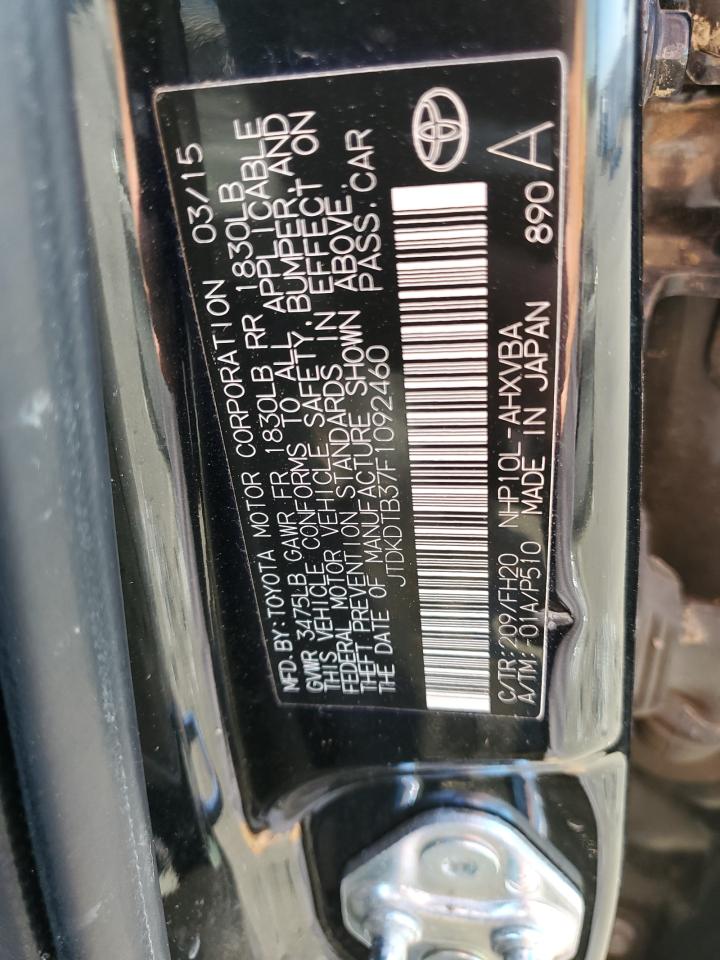 MFD. BY: TOYOTA MOTOR CORPORATION 03/15
GVWR 3475LB GAWR FR 1830LB RR 1830LB
THIS VEHICLE CONFORMS TO ALL APPLICABLE
FEDERAL MOTOR VEHICLE SAFETY, BUMPER, AND
THEFT PREVENTION STANDARDS IN EFFECT ON
THE DATE OF MANUFACTURE SHOWN ABOVE.
JTDKDTB37F1092460 PASS. CAR
C/TR: 209/FH20 NHP10L-AHXVBA 890 A
A/TM: -01A/P510 MADE IN JAPAN